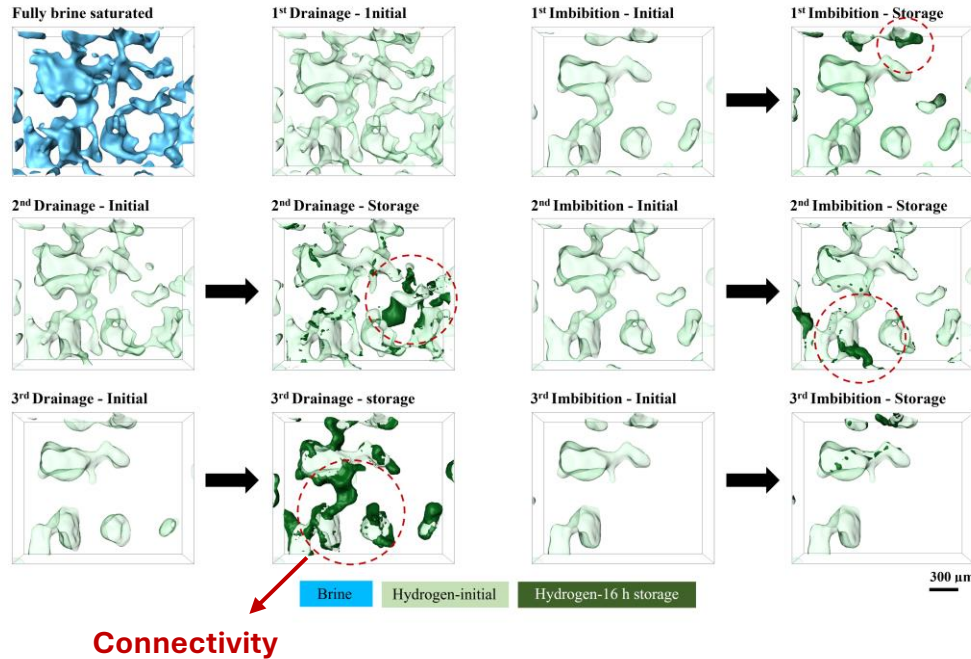 Fully brine saturated
1st Drainage - 1nitial
1st Imbibition - Initial
1st Imbibition - Storage
2nd Drainage - Initial
2nd Drainage - Storage
2nd Imbibition - Initial
2nd Imbibition - Storage
3rd Drainage - Initial
3rd Drainage - storage
3rd Imbibition - Initial
3rd Imbibition - Storage
300 µm
Brine
Hydrogen-initial
Hydrogen-16 h storage
Connectivity